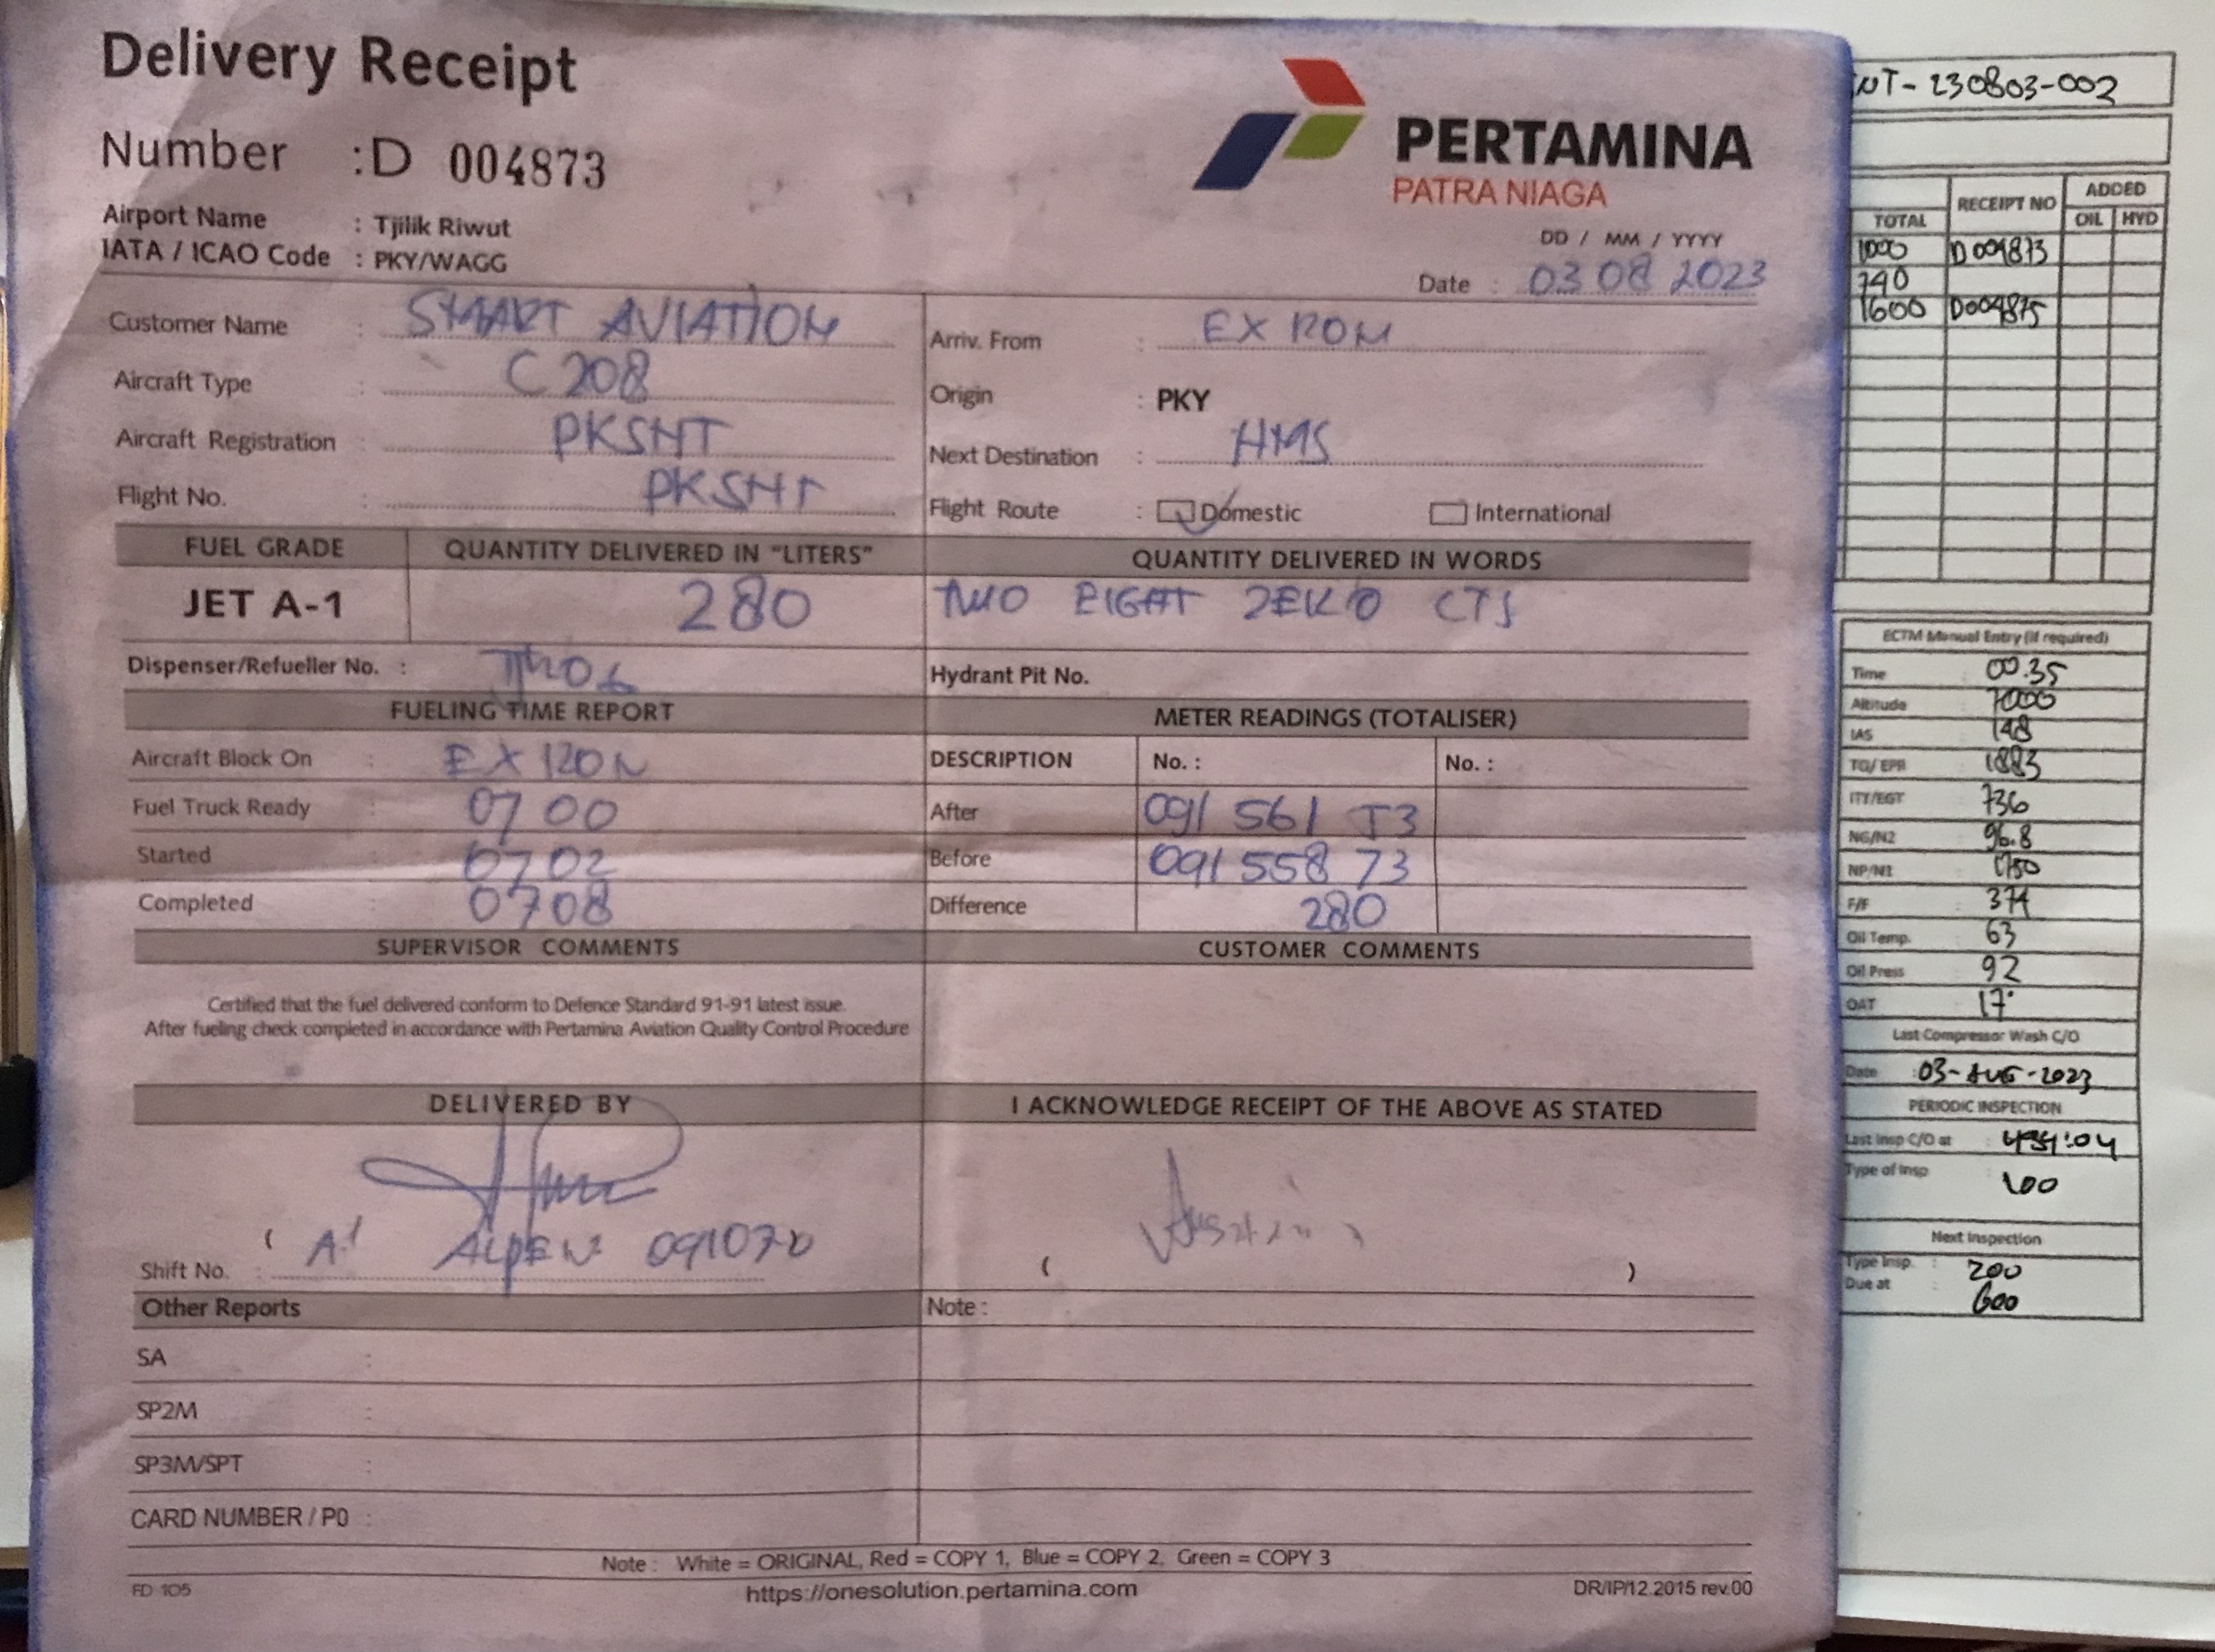 Delivery Receipt
Number : D 004873
Airport Name : Tjilik Riwut
IATA / ICAO Code : PKY/WAGG
PERTAMINA
PATRA NIAGA
DD / MM / YYYY
Date : 03 08 2023
Customer Name : SMART AVIATION
Aircraft Type : C 208
Aircraft Registration : PKSNT
Flight No. : PKSNT
Arriv. From : EX RON
Origin : PKY
Next Destination : HMS
Flight Route : Domestic International
FUEL GRADE QUANTITY DELIVERED IN "LITERS" QUANTITY DELIVERED IN WORDS
JET A-1 280 TWO EIGHT ZERO LTS
Dispenser/Refueller No. :
Hydrant Pit No.
FUELING TIME REPORT METER READINGS (TOTALISER)
Aircraft Block On : EX RON
DESCRIPTION No. : No. :
Fuel Truck Ready : 07 00
After 091 561 53
Started : 0702
Before 091 558 73
Completed : 0708
Difference 280
SUPERVISOR COMMENTS CUSTOMER COMMENTS
Certified that the fuel delivered conform to Defence Standard 91-91 latest issue.
After fueling check completed in accordance with Pertamina Aviation Quality Control Procedure
DELIVERED BY I ACKNOWLEDGE RECEIPT OF THE ABOVE AS STATED
(
Shift No. :
( )
Other Reports Note :
SA :
SP2M :
SP3M/SPT :
CARD NUMBER / P0 :
Note : White = ORIGINAL, Red = COPY 1, Blue = COPY 2, Green = COPY 3
FD 105 https://onesolution.pertamina.com DR/IP/12.2015 rev.00
NT-230803-002
TOTAL RECEIPT NO ADDED
OIL HYD
1000 D004873
740
1600 D004875
ECTM Manual Entry (if required)
Time : 00.35
Altitude : 7000
IAS : 148
TQ/ EPR : 1883
ITT/EGT : 736
NG/N2 : 96.8
NP/N1 : 1750
F/F : 374
Oil Temp. : 63
Oil Press : 92
OAT : 17°
Last Compressor Wash C/O
Date : 03-AUG-2023
PERIODIC INSPECTION
Last Insp C/O at :
Type of Insp : 100
Next Inspection
Type Insp. : 200
Due at : 600